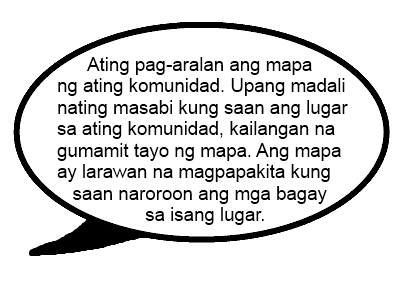 Ating pag-aralan ang mapa
ng ating komunidad. Upang madali
nating masabi kung saan ang lugar
sa ating komunidad, kailangan na
gumamit tayo ng mapa. Ang mapa
ay larawan na magpapakita kung
saan naroroon ang mga bagay
sa isang lugar.